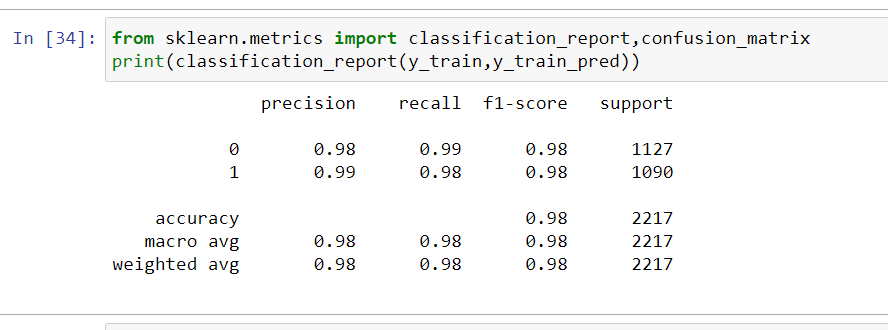 In [34]: from sklearn.metrics import classification_report,confusion_matrix
print(classification_report(y_train,y_train_pred))
precision recall f1-score support
0 0.98 0.99 0.98 1127
1 0.99 0.98 0.98 1090
accuracy 0.98 2217
macro avg 0.98 0.98 0.98 2217
weighted avg 0.98 0.98 0.98 2217